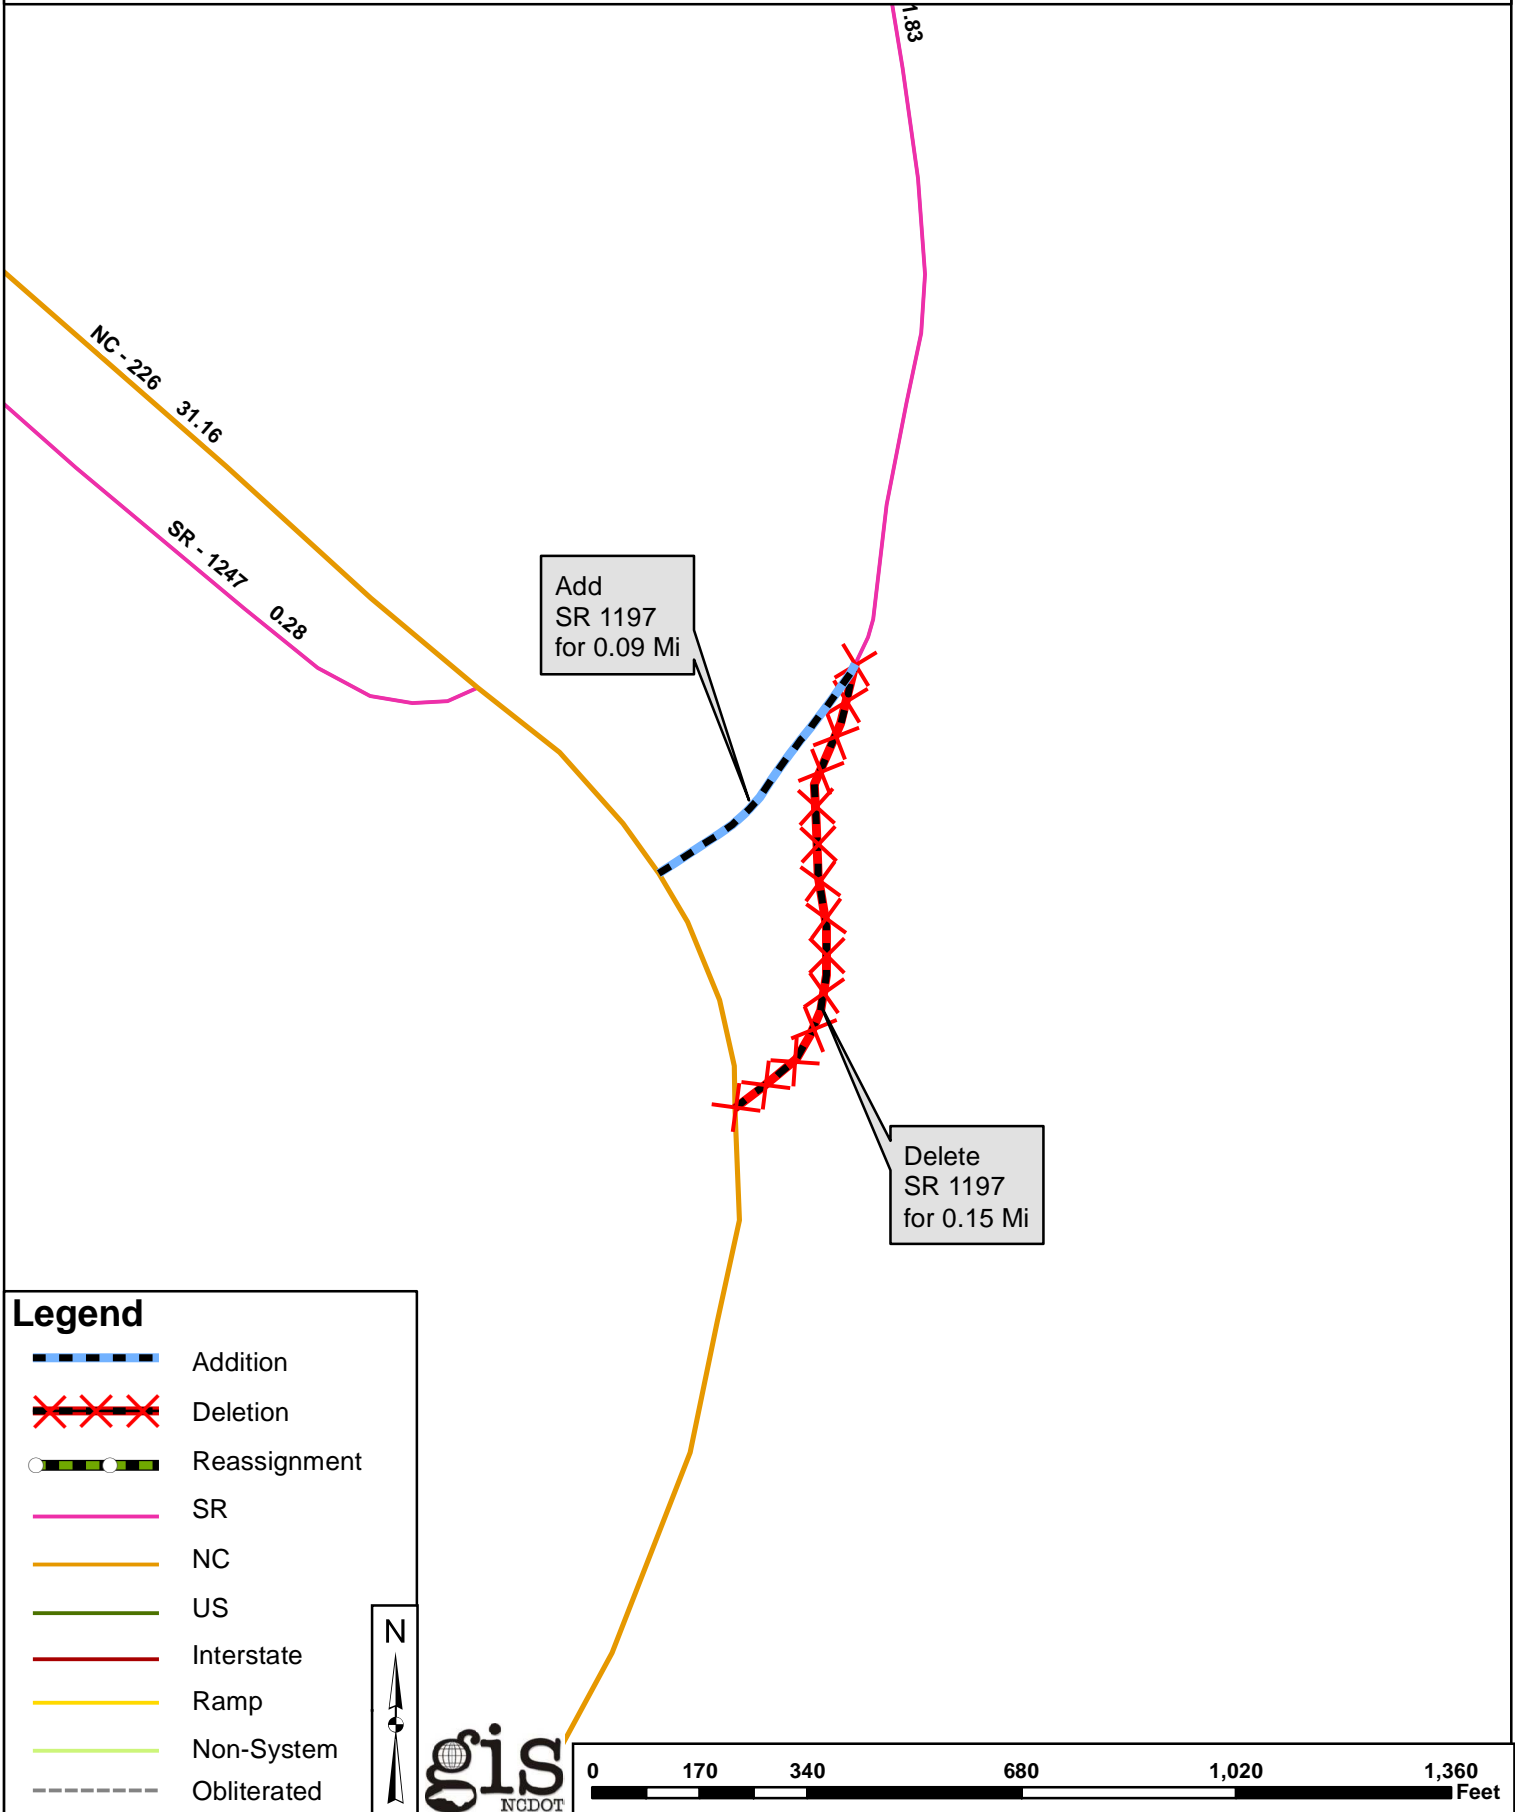 1.83
NC - 226 31.16
SR - 1247 0.28
Add
SR 1197
for 0.09 Mi
Delete
SR 1197
for 0.15 Mi
Legend
Addition
Deletion
Reassignment
SR
NC
US
Interstate
Ramp
Non-System
Obliterated
N
gis
NCDOT
0 170 340 680 1,020 1,360
Feet